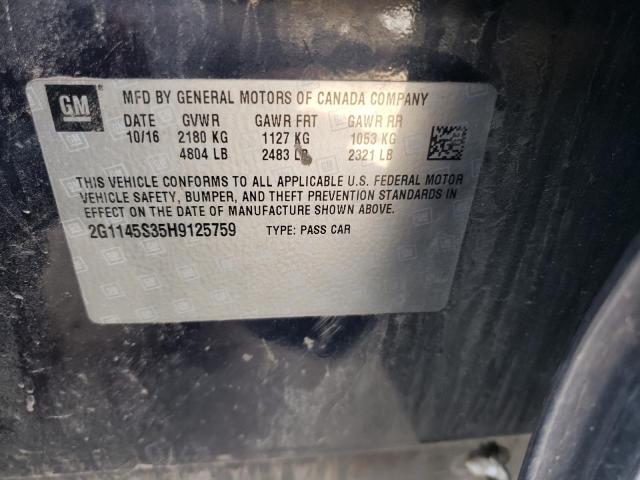 GM
MFD BY GENERAL MOTORS OF CANADA COMPANY
DATE GVWR GAWR FRT GAWR RR
10/16 2180 KG 1127 KG 1053 KG
4804 LB 2483 LB 2321 LB
THIS VEHICLE CONFORMS TO ALL APPLICABLE U.S. FEDERAL MOTOR
VEHICLE SAFETY, BUMPER, AND THEFT PREVENTION STANDARDS IN
EFFECT ON THE DATE OF MANUFACTURE SHOWN ABOVE.
2G1145S35H9125759 TYPE: PASS CAR